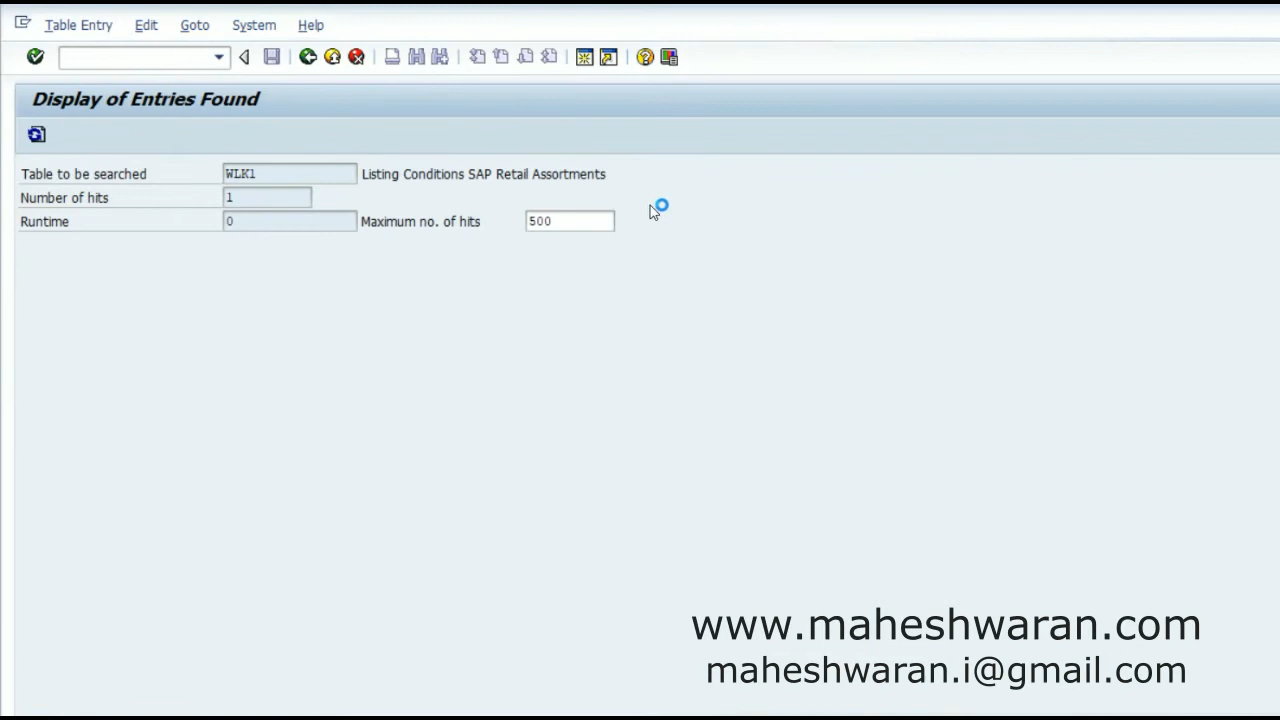 Table Entry Edit Goto System Help
Display of Entries Found
Table to be searched WLK1 Listing Conditions SAP Retail Assortments
Number of hits 1
Runtime 0 Maximum no. of hits 500
www.maheshwaran.com
maheshwaran.i@gmail.com